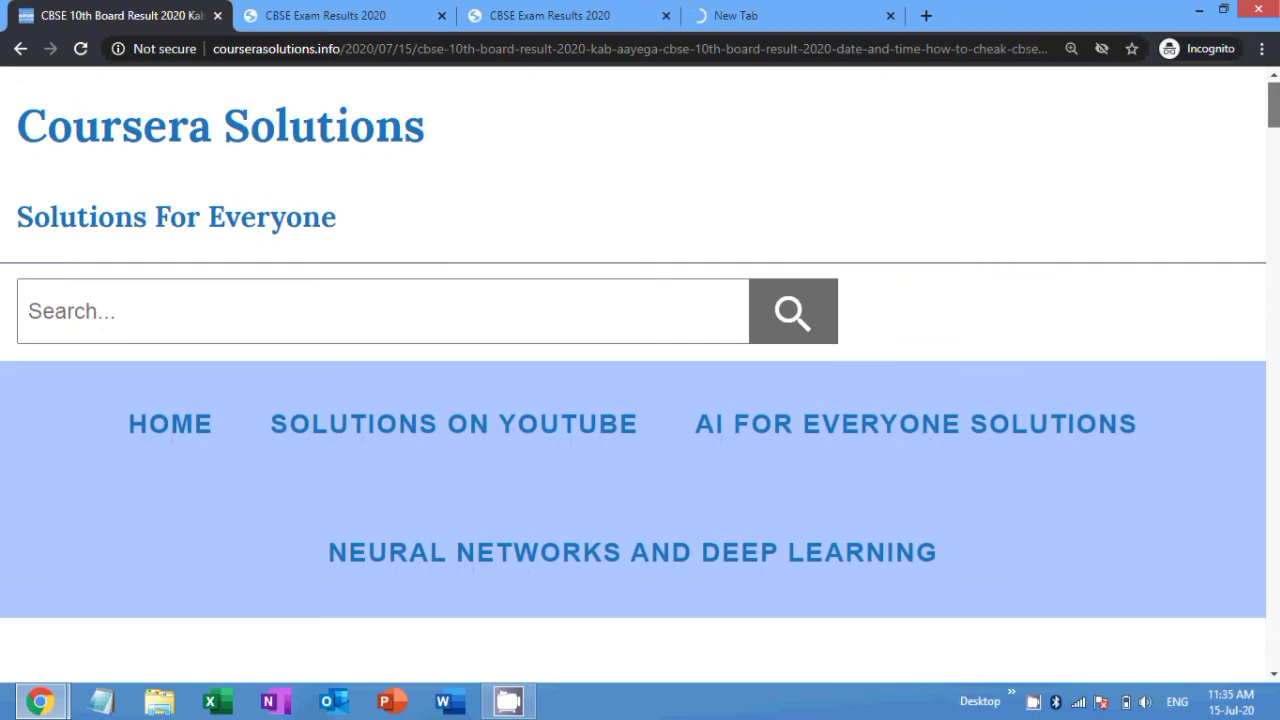 CBSE 10th Board Result 2020 Kab
CBSE Exam Results 2020
CBSE Exam Results 2020
New Tab
Not secure
courserasolutions.info/2020/07/15/cbse-10th-board-result-2020-kab-aayega-cbse-10th-board-result-2020-date-and-time-how-to-cheak-cbse...
Incognito
Coursera Solutions
Solutions For Everyone
Search...
HOME SOLUTIONS ON YOUTUBE AI FOR EVERYONE SOLUTIONS
NEURAL NETWORKS AND DEEP LEARNING
Desktop
ENG
11:35 AM
15-Jul-20